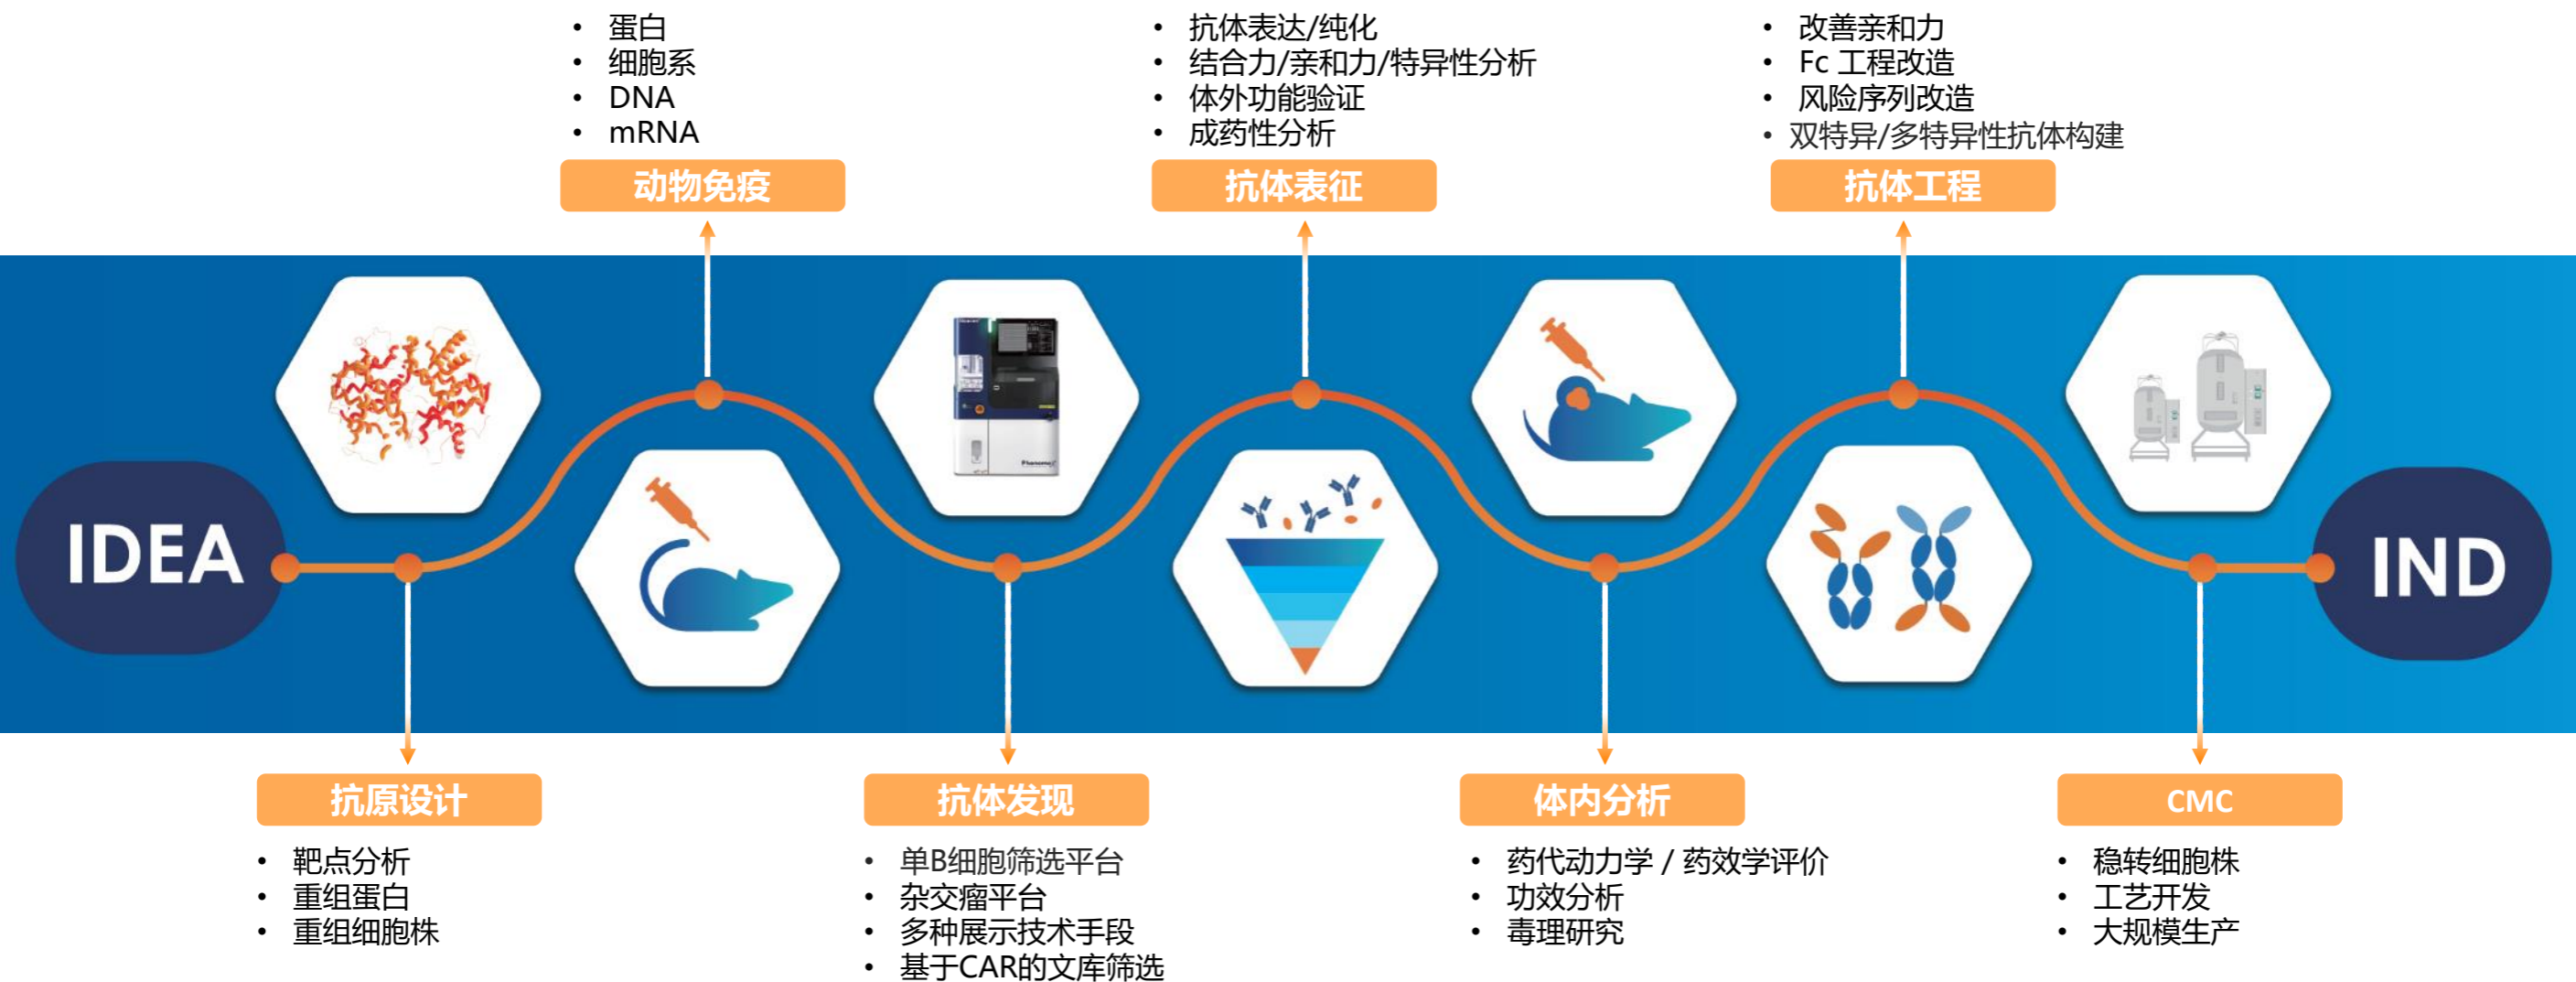 蛋白
细胞系
DNA
mRNA
动物免疫
抗体表达/纯化
结合力/亲和力/特异性分析
体外功能验证
成药性分析
抗体表征
改善亲和力
Fc 工程改造
风险序列改造
双特异/多特异性抗体构建
抗体工程
IDEA
IND
抗原设计
靶点分析
重组蛋白
重组细胞株
抗体发现
单B细胞筛选平台
杂交瘤平台
多种展示技术手段
基于CAR的文库筛选
体内分析
药代动力学 / 药效学评价
功效分析
毒理研究
CMC
稳转细胞株
工艺开发
大规模生产